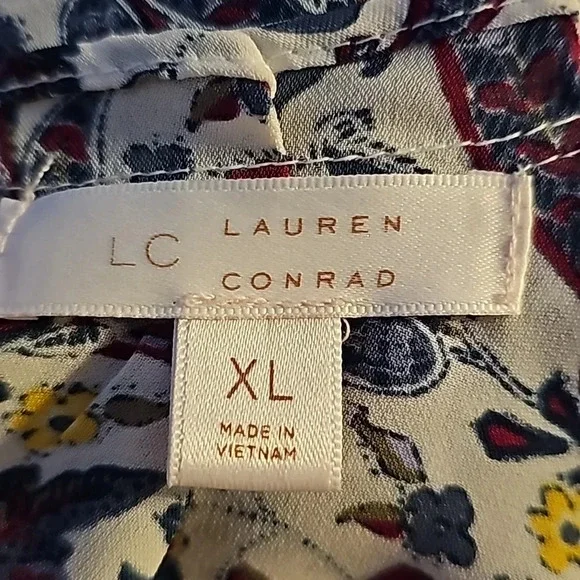 LC LAUREN
CONRAD
XL
MADE IN
VIETNAM